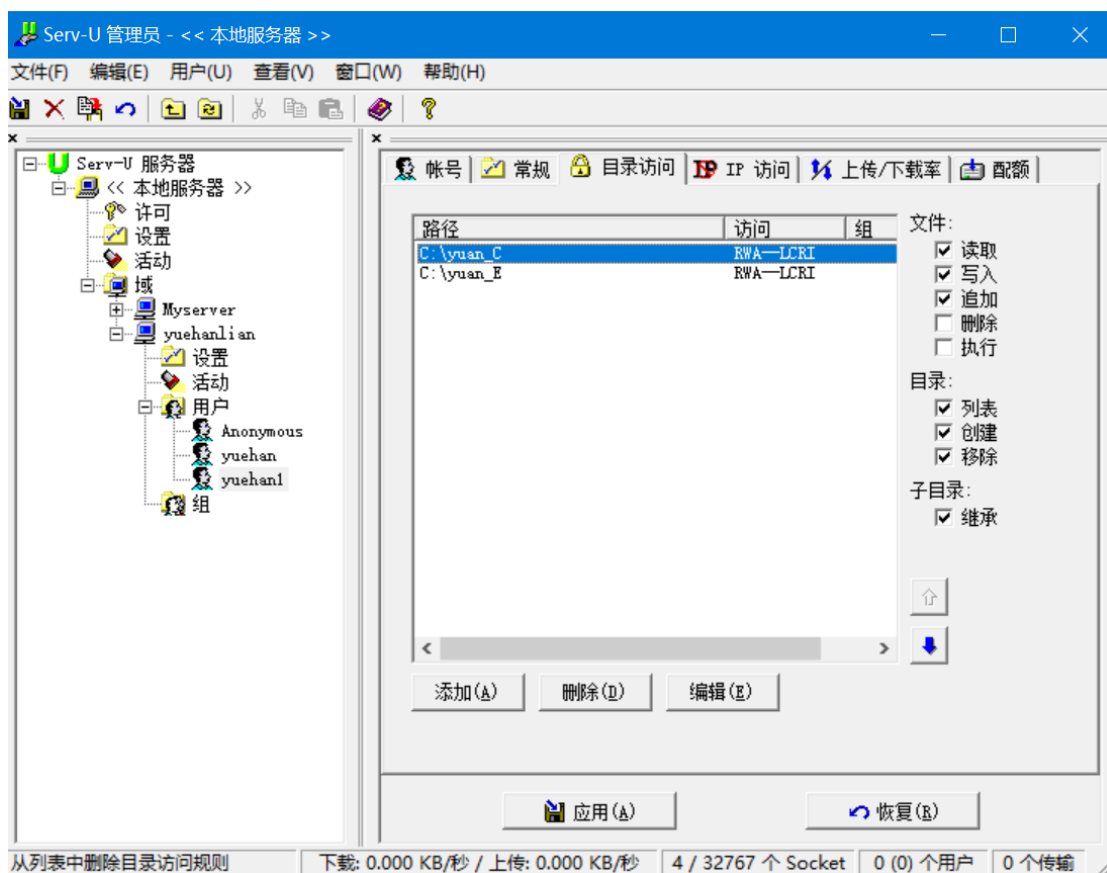 Serv-U 管理员 - << 本地服务器 >>
文件(F) 编辑(E) 用户(U) 查看(V) 窗口(W) 帮助(H)
Serv-U 服务器
<< 本地服务器 >>
许可
设置
活动
域
Myserver
yuehanlian
设置
活动
用户
Anonymous
yuehan
yuehan1
组
帐号 常规 目录访问 IP 访问 上传/下载率 配额
路径 访问 组
C:\yuan_C RWA--LCRI
C:\yuan_E RWA--LCRI
文件:
读取
写入
追加
删除
执行
目录:
列表
创建
移除
子目录:
继承
添加(A) 删除(D) 编辑(E)
应用(A) 恢复(R)
从列表中删除目录访问规则 下载: 0.000 KB/秒 / 上传: 0.000 KB/秒 4 / 32767 个 Socket 0 (0) 个用户 0 个传输